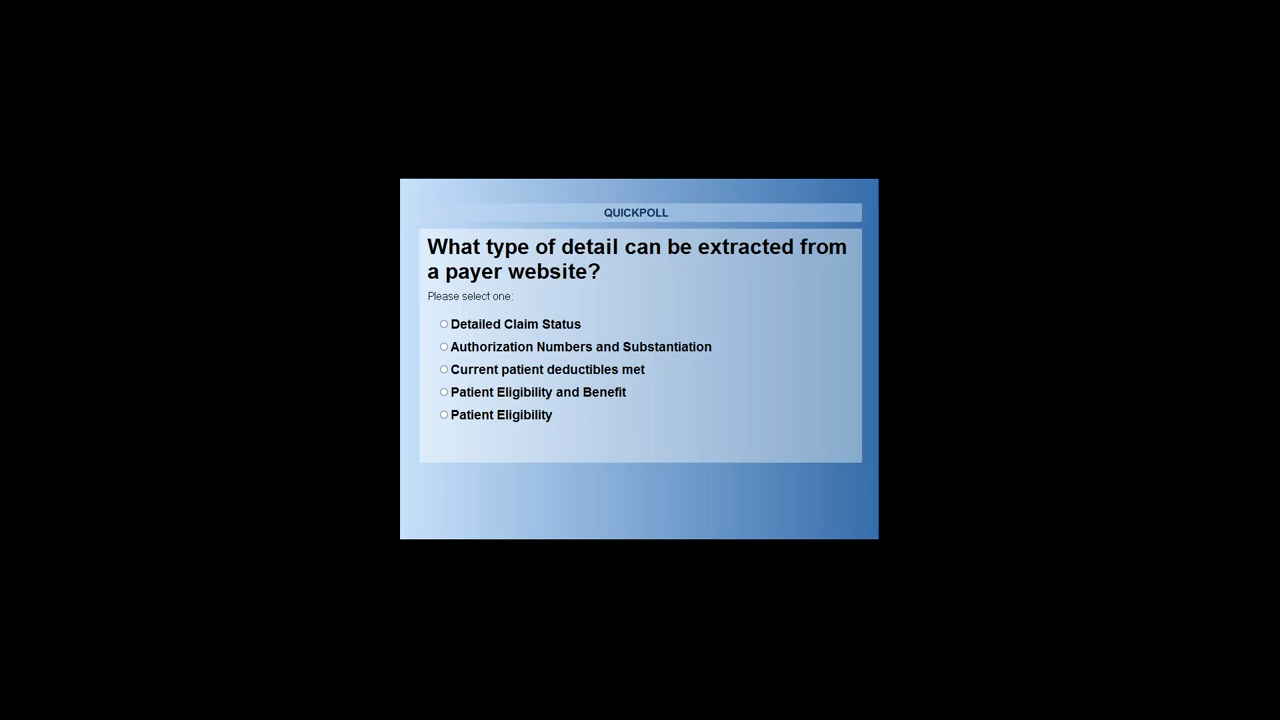 QUICKPOLL
What type of detail can be extracted from
a payer website?
Please select one:
Detailed Claim Status
Authorization Numbers and Substantiation
Current patient deductibles met
Patient Eligibility and Benefit
Patient Eligibility